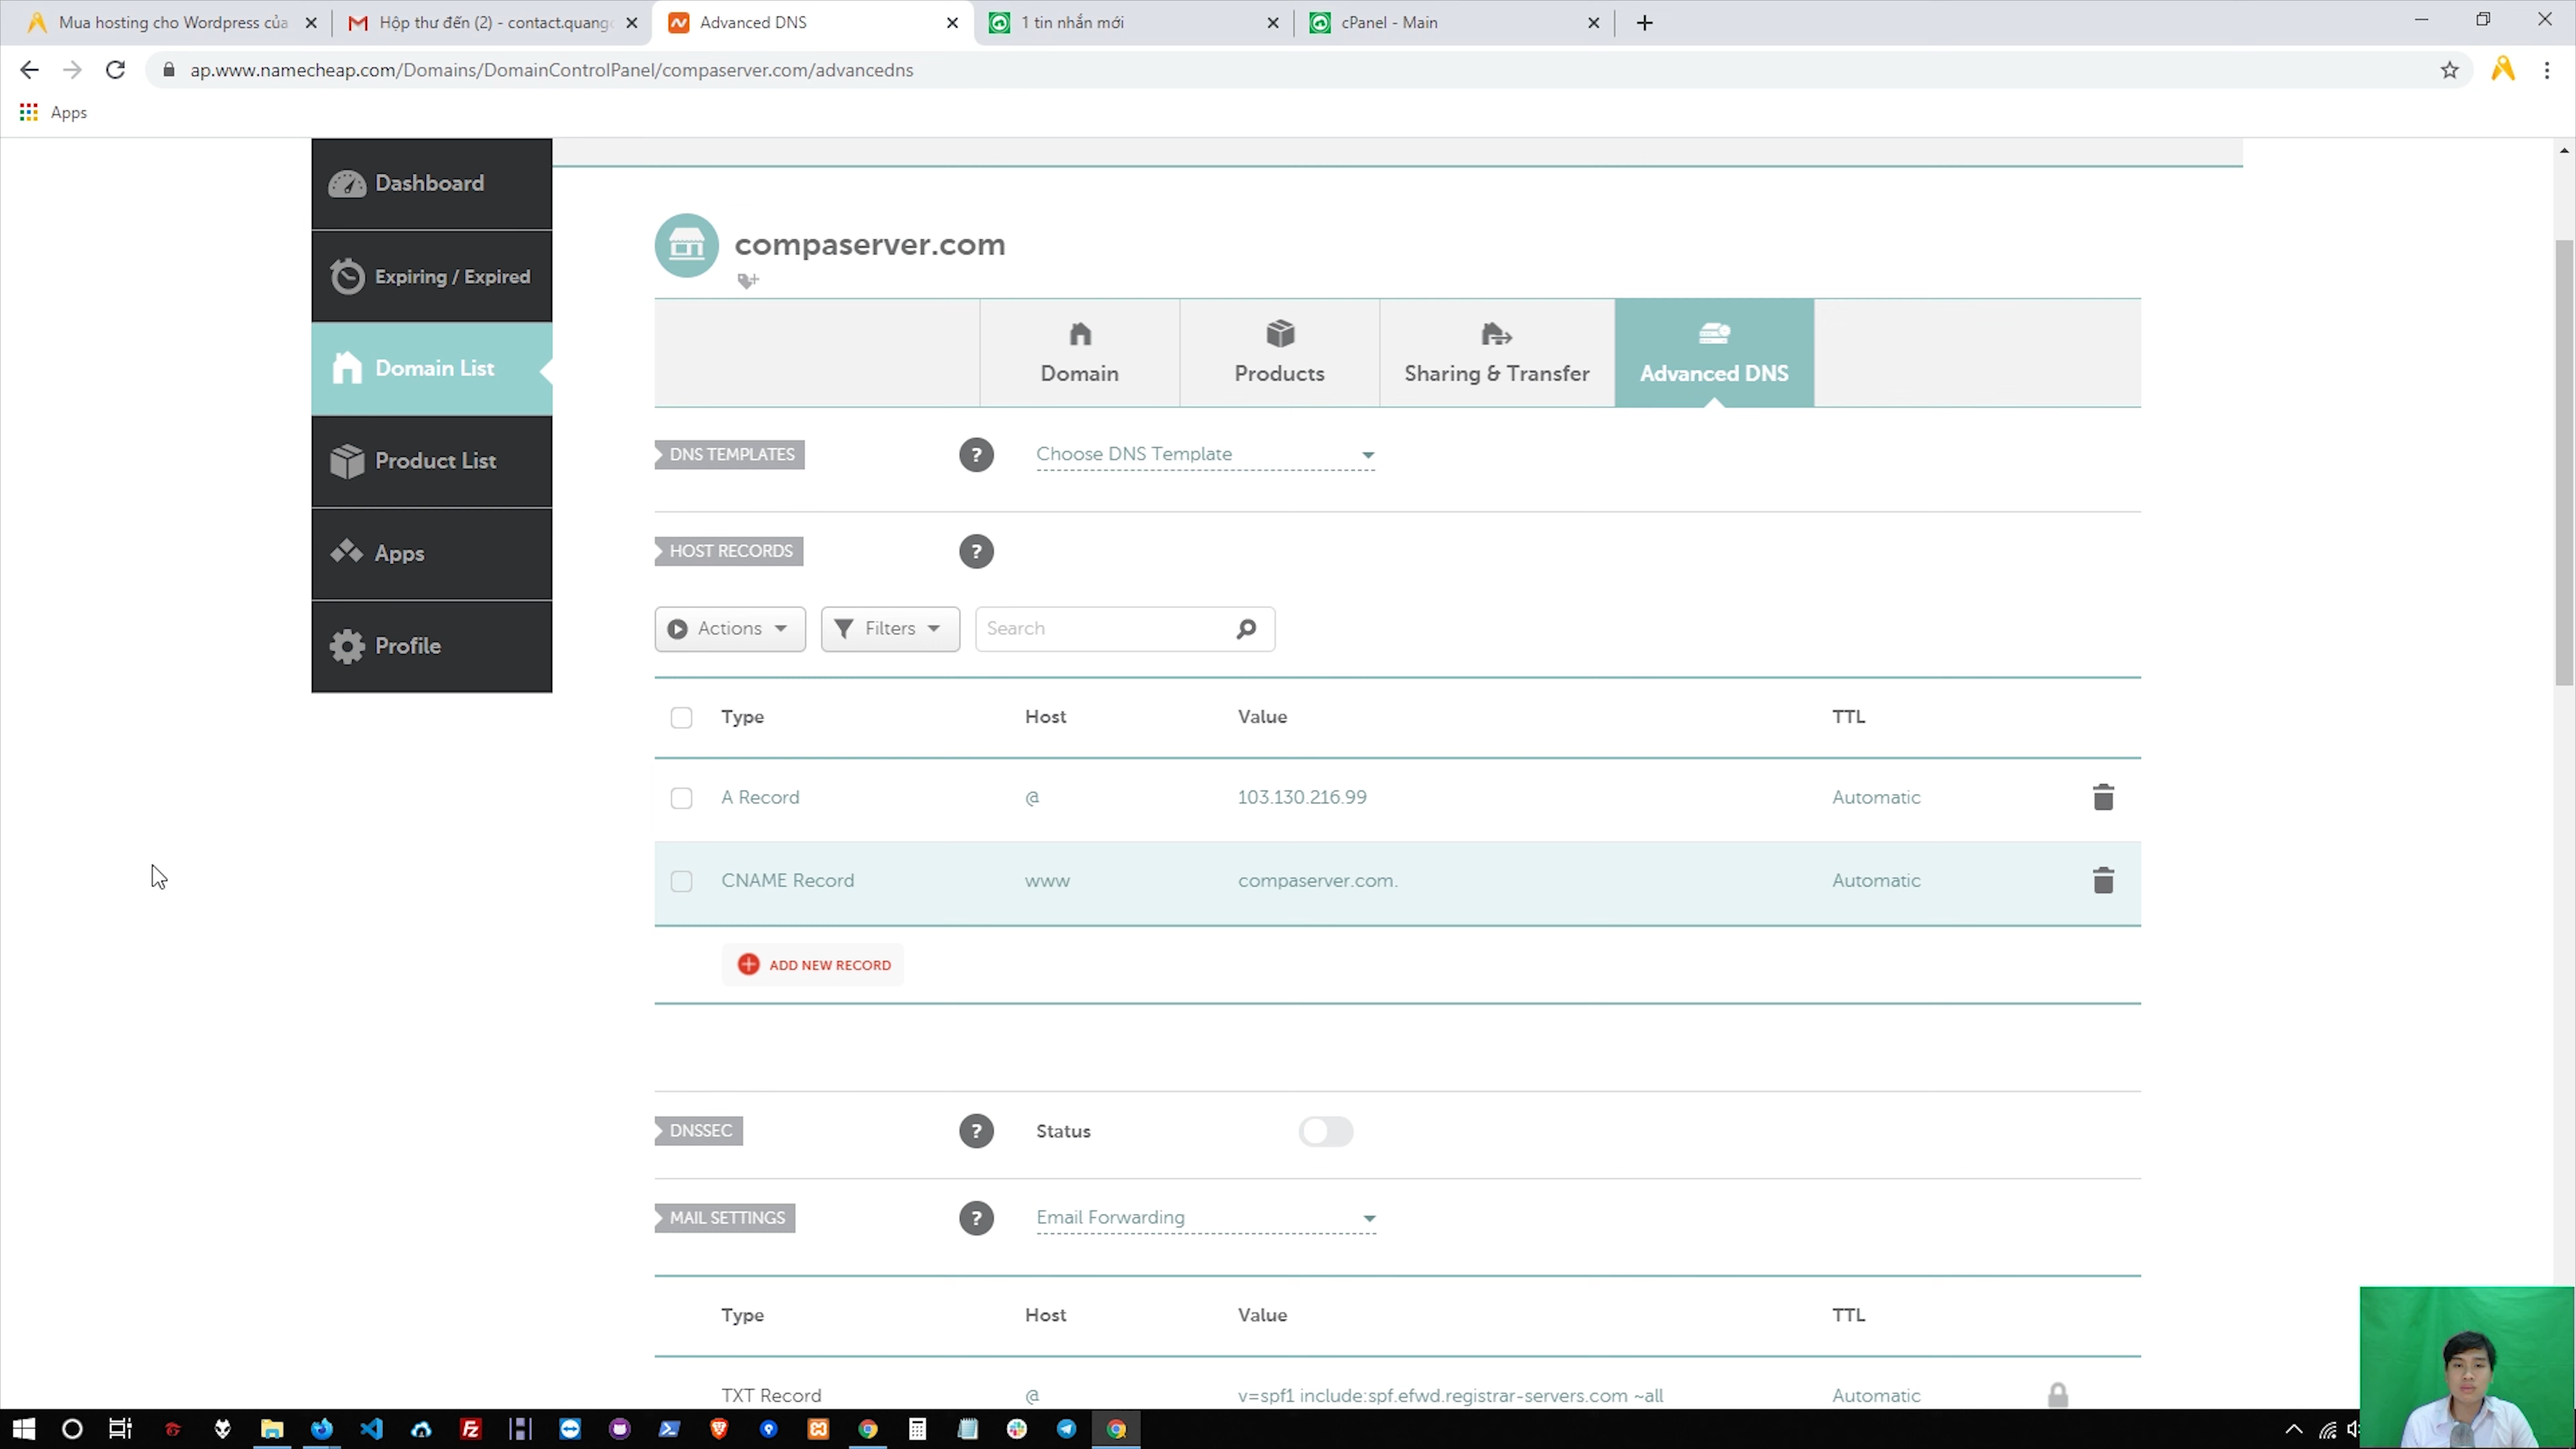 Mua hosting cho Wordpress của
Hộp thư đến (2) - contact.quang
Advanced DNS
1 tin nhắn mới
cPanel - Main
ap.www.namecheap.com/Domains/DomainControlPanel/compaserver.com/advancedns
Apps
Dashboard
Expiring / Expired
Domain List
Product List
Apps
Profile
compaserver.com
Domain
Products
Sharing & Transfer
Advanced DNS
DNS TEMPLATES
?
Choose DNS Template
HOST RECORDS
?
Actions
Filters
Search
Type Host Value TTL
A Record @ 103.130.216.99 Automatic
CNAME Record www compaserver.com. Automatic
ADD NEW RECORD
DNSSEC
?
Status
MAIL SETTINGS
?
Email Forwarding
Type Host Value TTL
TXT Record @ v=spf1 include:spf.efwd.registrar-servers.com ~all Automatic